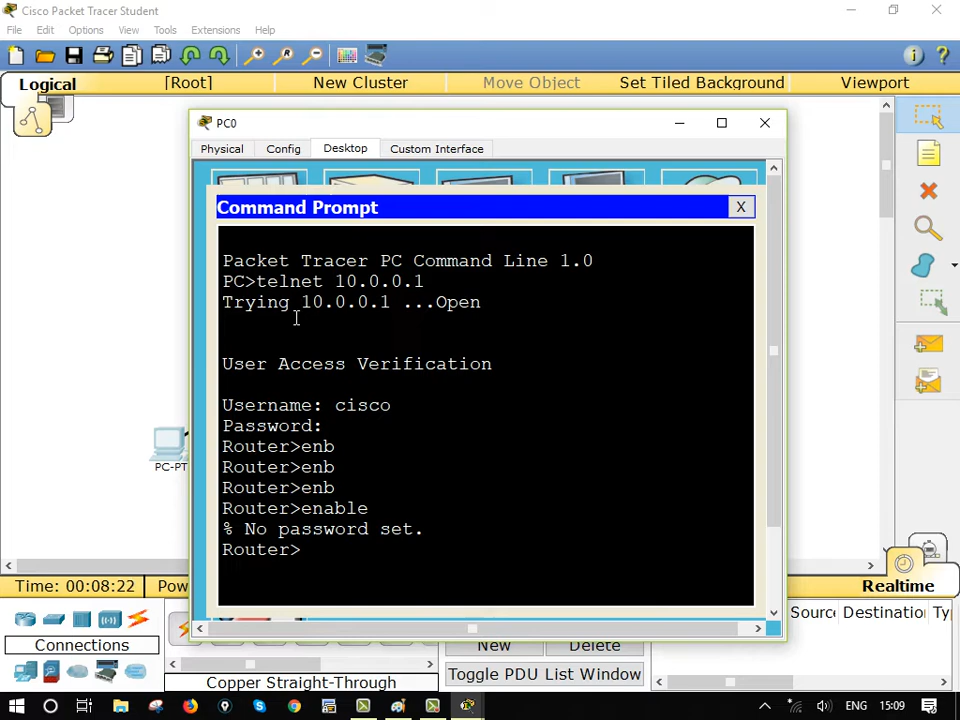 Cisco Packet Tracer Student
File Edit Options View Tools Extensions Help
Logical [Root] New Cluster Move Object Set Tiled Background Viewport
PC0
Physical Config Desktop Custom Interface
Command Prompt X
Packet Tracer PC Command Line 1.0
PC>telnet 10.0.0.1
Trying 10.0.0.1 ...Open
User Access Verification
Username: cisco
Password:
Router>enb
Router>enb
Router>enb
Router>enable
% No password set.
Router>
PC-PT
Time: 00:08:22 Pow Realtime
New Delete Source Destination Ty
Connections
Toggle PDU List Window
Copper Straight-Through
ENG 15:09